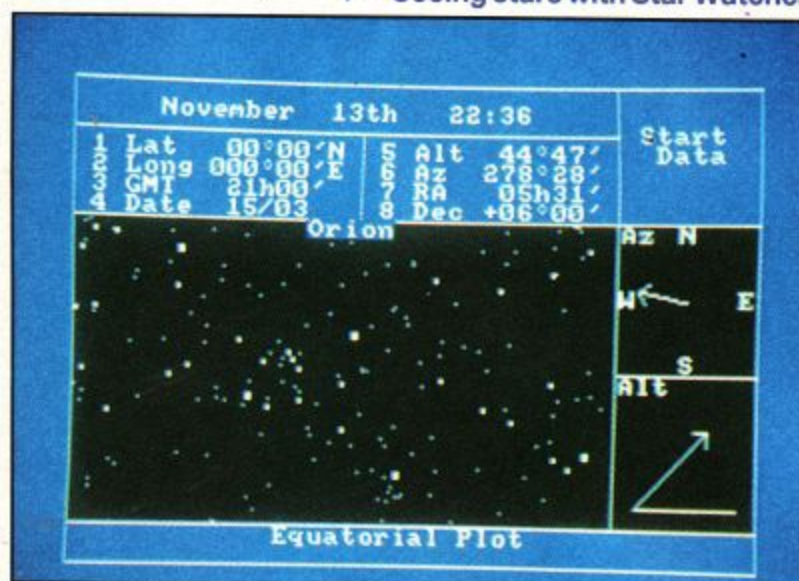 Seeing stars with Star Watcher
November 13th 22:36
1 Lat 00°00´N
2 Long 000°00´E
3 GMT 21h00´
4 Date 15/03
5 Alt 44°47´
6 Az 278°28´
7 RA 05h31´
8 Dec +06°00´
Start
Data
Orion
Az N
W E
S
Alt
Equatorial Plot